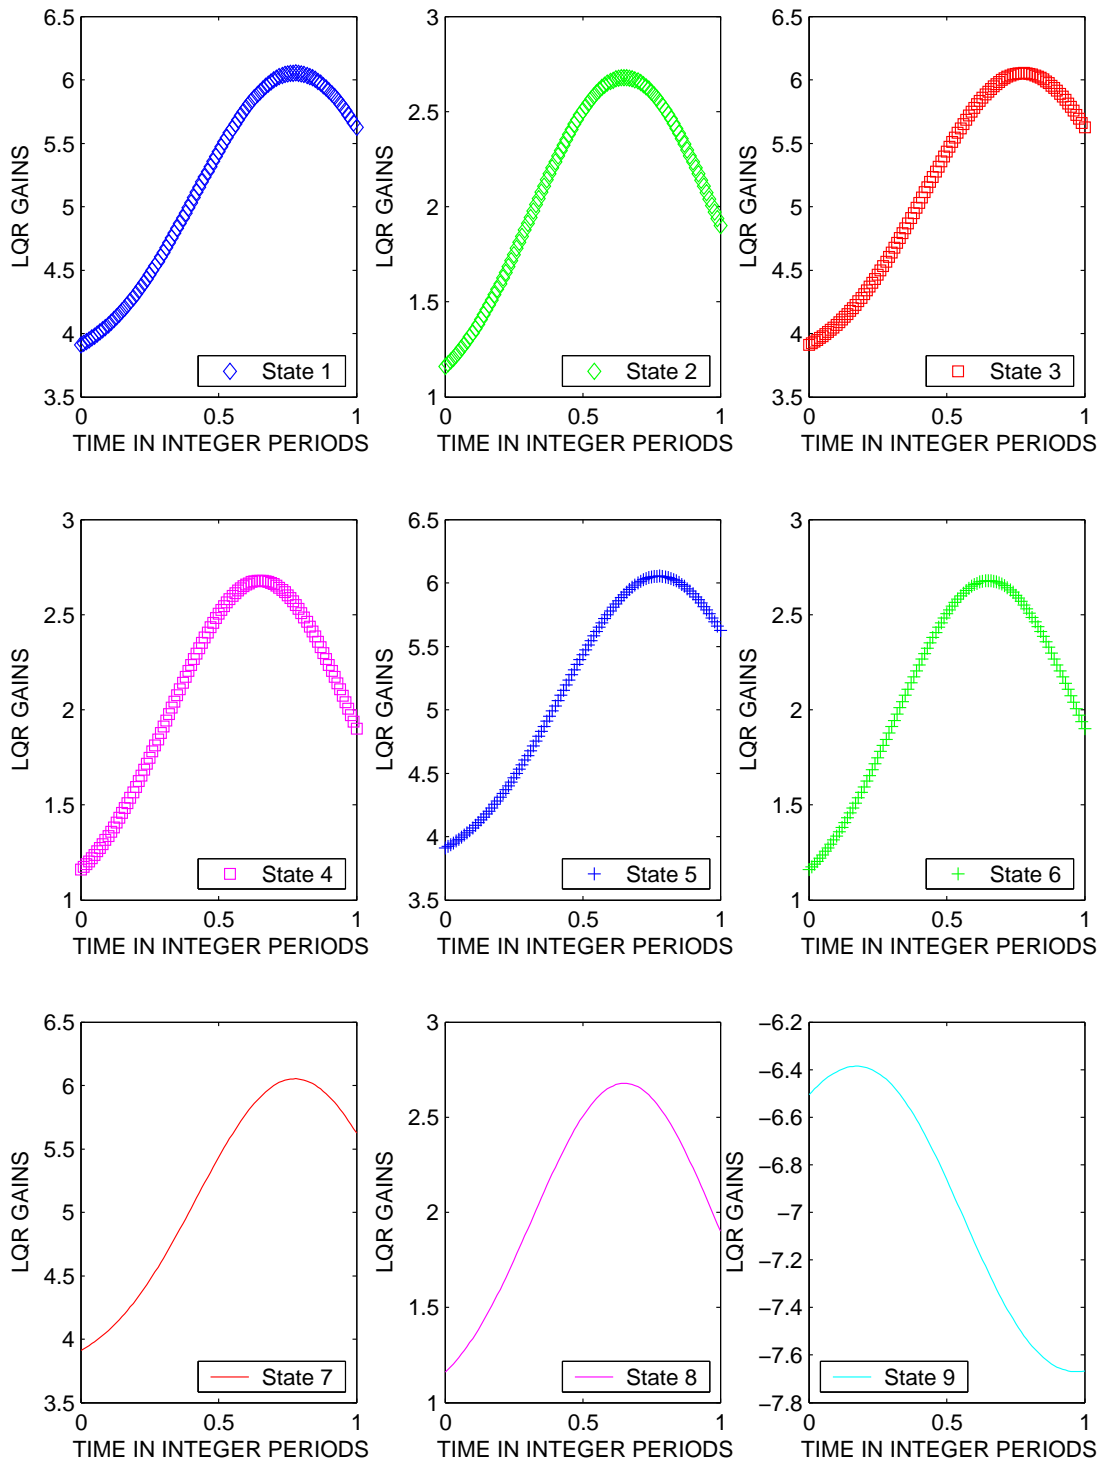 6.5
6
5.5
5
4.5
4
3.5
LQR GAINS
State 1
0 0.5 1
TIME IN INTEGER PERIODS
3
2.5
2
1.5
1
LQR GAINS
State 2
0 0.5 1
TIME IN INTEGER PERIODS
6.5
6
5.5
5
4.5
4
3.5
LQR GAINS
State 3
0 0.5 1
TIME IN INTEGER PERIODS
3
2.5
2
1.5
1
LQR GAINS
State 4
0 0.5 1
TIME IN INTEGER PERIODS
6.5
6
5.5
5
4.5
4
3.5
LQR GAINS
State 5
0 0.5 1
TIME IN INTEGER PERIODS
3
2.5
2
1.5
1
LQR GAINS
State 6
0 0.5 1
TIME IN INTEGER PERIODS
6.5
6
5.5
5
4.5
4
3.5
LQR GAINS
State 7
0 0.5 1
TIME IN INTEGER PERIODS
3
2.5
2
1.5
1
LQR GAINS
State 8
0 0.5 1
TIME IN INTEGER PERIODS
−6.2
−6.4
−6.6
−6.8
−7
−7.2
−7.4
−7.6
−7.8
LQR GAINS
State 9
0 0.5 1
TIME IN INTEGER PERIODS